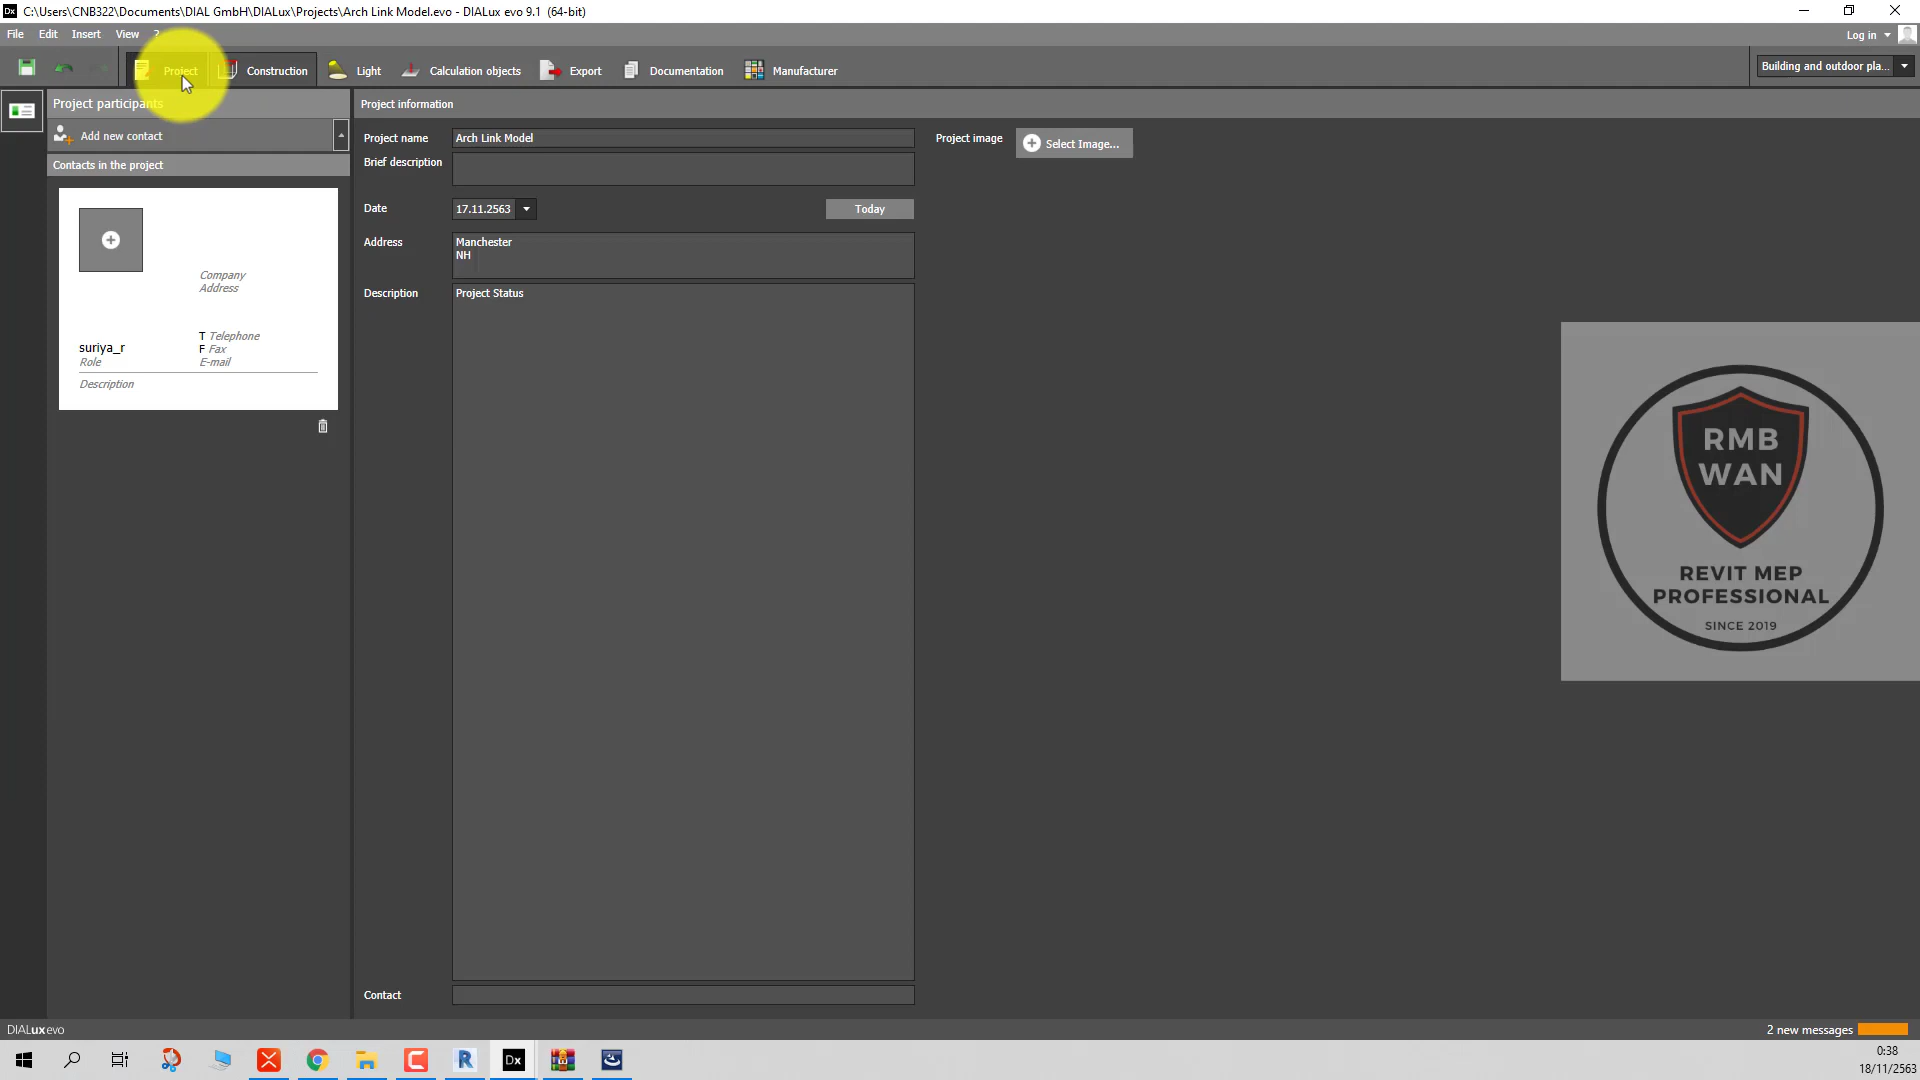 C:\Users\CNB322\Documents\DIAL GmbH\DIALux\Projects\Arch Link Model.evo - DIALux evo 9.1 (64-bit)
File Edit Insert View ?
Log in
Project Construction Light Calculation objects Export Documentation Manufacturer
Building and outdoor pla...
Project participants
Add new contact
Contacts in the project
Company
Address
T Telephone
F Fax
E-mail
suriya_r
Role
Description
Project information
Project name Arch Link Model
Brief description
Date 17.11.2563 Today
Address Manchester
NH
Description Project Status
Contact
Project image Select Image...
RMB
WAN
REVIT MEP
PROFESSIONAL
SINCE 2019
DIALux evo
2 new messages
Dx
R
0:38
18/11/2563